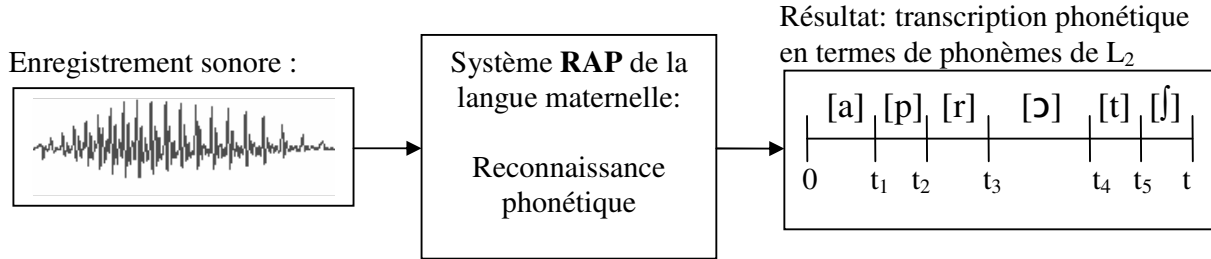 Enregistrement sonore :
Système RAP de la
langue maternelle:
Reconnaissance
phonétique
Résultat: transcription phonétique
en termes de phonèmes de L₂
[a] [p] [r] [ɔ] [t] [ʃ]
0 t₁ t₂ t₃ t₄ t₅ t